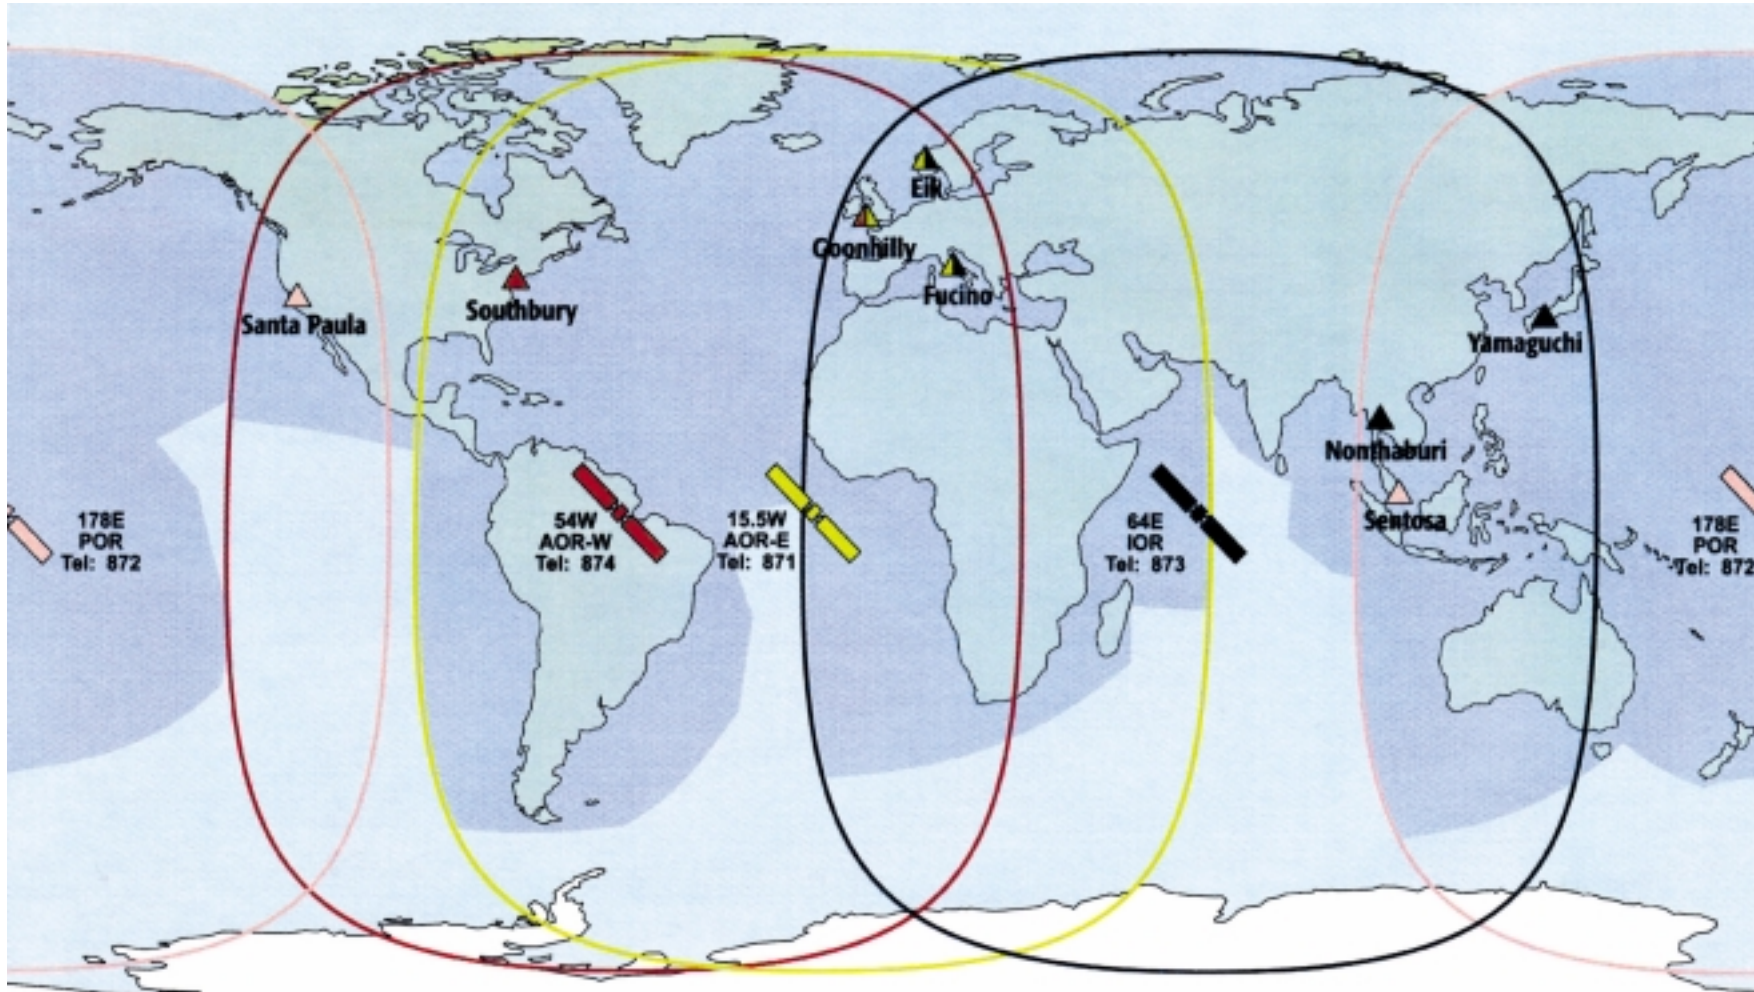 Eik
Goonhilly
Fucino
Southbury
Santa Paula
Yamaguchi
Nonthaburi
Sentosa
178E
POR
Tel: 872
54W
AOR-W
Tel: 874
15.5W
AOR-E
Tel: 871
64E
IOR
Tel: 873
178E
POR
Tel: 872